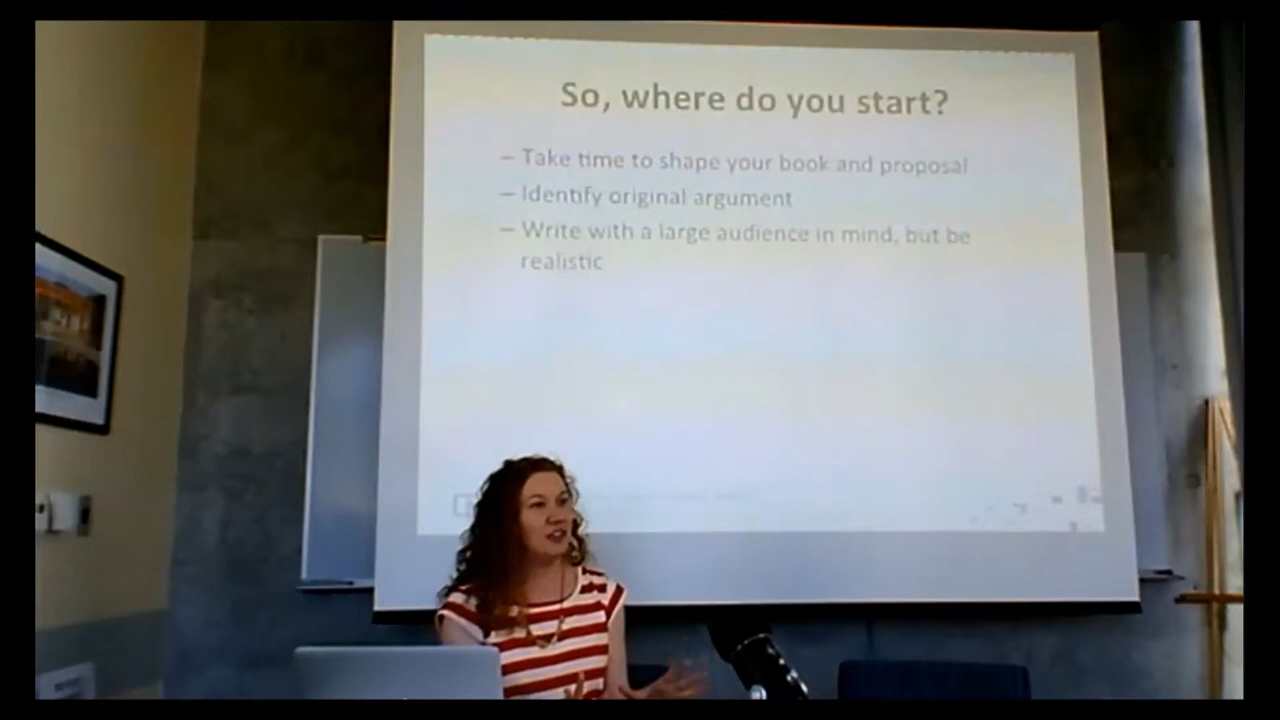 So, where do you start?
– Take time to shape your book and proposal
– Identify original argument
– Write with a large audience in mind, but be
realistic